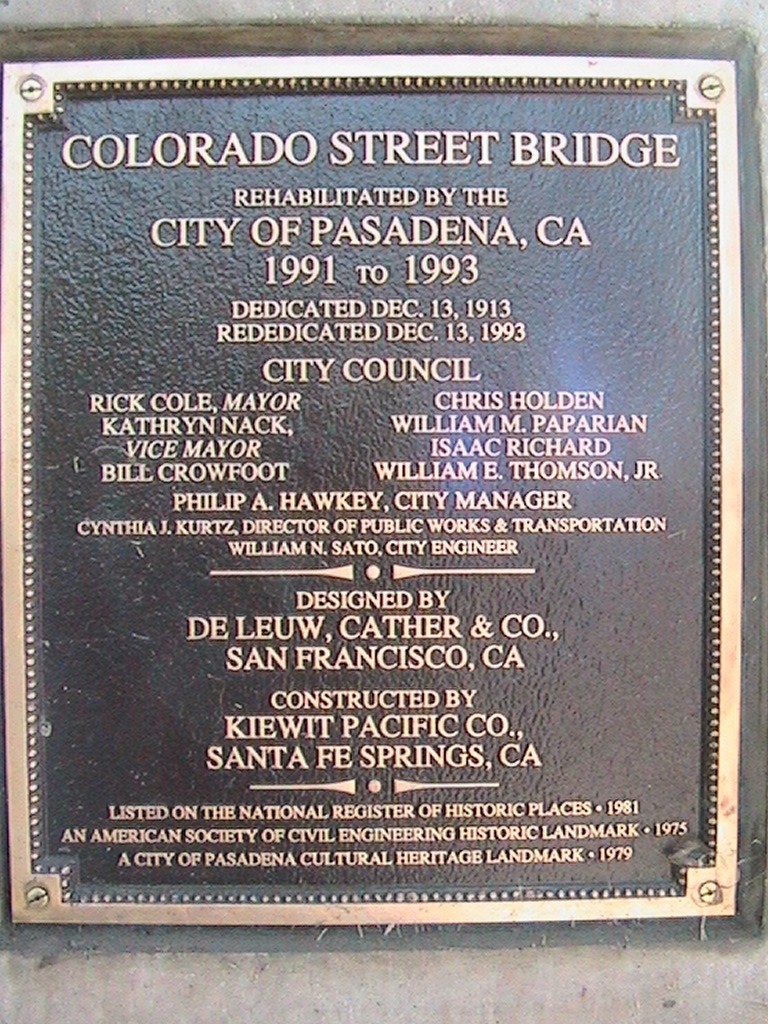 COLORADO STREET BRIDGE
REHABILITATED BY THE
CITY OF PASADENA, CA
1991 TO 1993
DEDICATED DEC. 13, 1913
REDEDICATED DEC. 13, 1993
CITY COUNCIL
RICK COLE, MAYOR
KATHRYN NACK,
VICE MAYOR
BILL CROWFOOT
CHRIS HOLDEN
WILLIAM M. PAPARIAN
ISAAC RICHARD
WILLIAM E. THOMSON, JR.
PHILIP A. HAWKEY, CITY MANAGER
CYNTHIA J. KURTZ, DIRECTOR OF PUBLIC WORKS & TRANSPORTATION
WILLIAM N. SATO, CITY ENGINEER
DESIGNED BY
DE LEUW, CATHER & CO.,
SAN FRANCISCO, CA
CONSTRUCTED BY
KIEWIT PACIFIC CO.,
SANTA FE SPRINGS, CA
LISTED ON THE NATIONAL REGISTER OF HISTORIC PLACES • 1981
AN AMERICAN SOCIETY OF CIVIL ENGINEERING HISTORIC LANDMARK • 1975
A CITY OF PASADENA CULTURAL HERITAGE LANDMARK • 1979